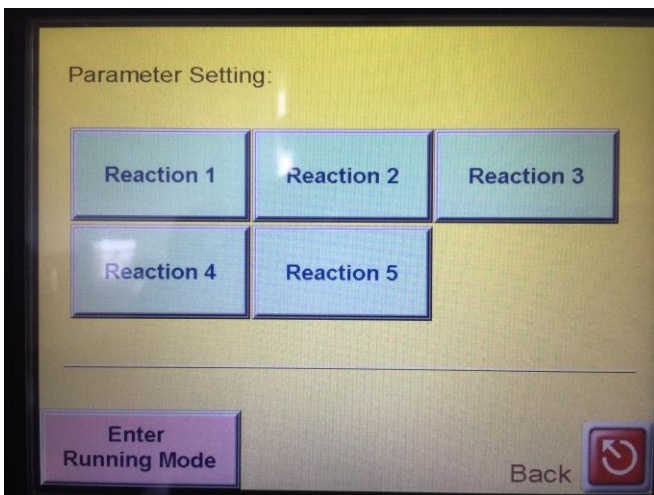 Parameter Setting:
Reaction 1
Reaction 2
Reaction 3
Reaction 4
Reaction 5
Enter
Running Mode
Back